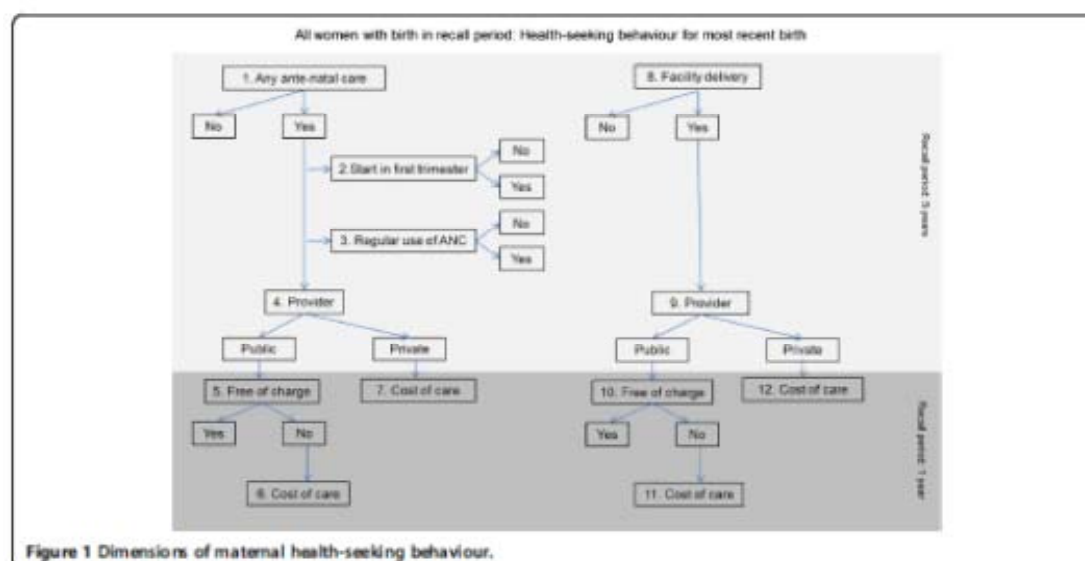 All women with birth in recall period: Health-seeking behaviour for most recent birth
1. Any ante-natal care
8. Facility delivery
No
Yes
No
Yes
No
2.Start in first trimester
Yes
No
3. Regular use of ANC
Yes
4. Provider
9. Provider
Public
Private
Public
Private
5. Free of charge
7. Cost of care
10. Free of charge
12. Cost of care
Yes
No
Yes
No
6. Cost of care
11. Cost of care
Recall period: 5 years
Recall period: 1 year
Figure 1 Dimensions of maternal health-seeking behaviour.